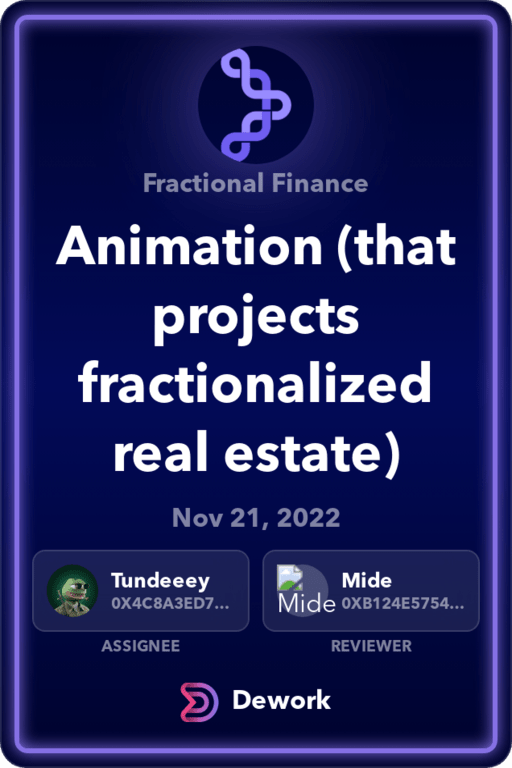 Fractional Finance
Animation (that
projects
fractionalized
real estate)
Nov 21, 2022
Tundeeey
0X4C8A3ED7...
ASSIGNEE
Mide
Mide
0XB124E5754...
REVIEWER
Dework